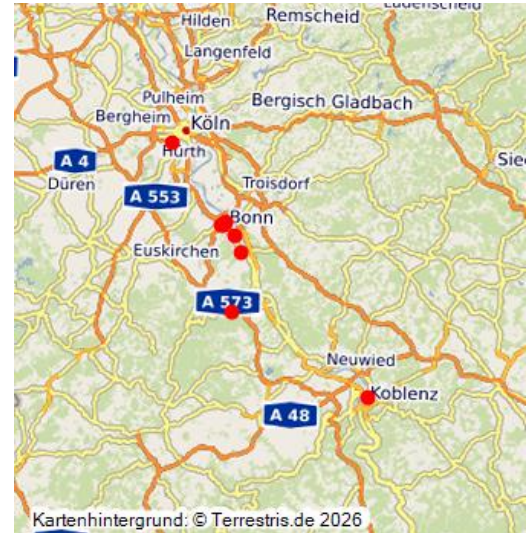 Remscheid
Hilden
Langenfeld
Pulheim
Bergheim
Bergisch Gladbach
Köln
A 4
Hürth
Düren
Troisdorf
A 553
Bonn
Euskirchen
A 573
Neuwied
Koblenz
A 48
Kartenhintergrund: © Terrestris.de 2026